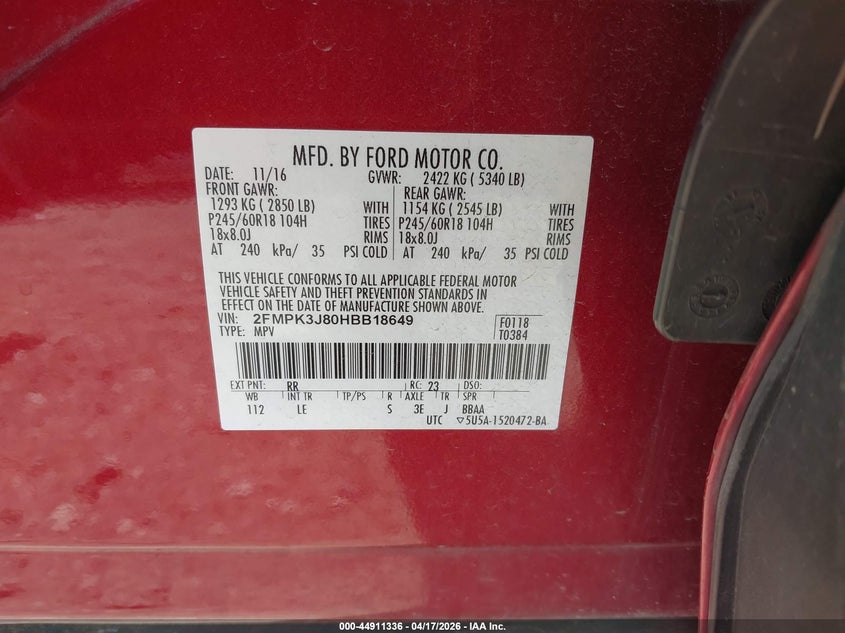 MFD. BY FORD MOTOR CO.
DATE: 11/16 GVWR: 2422 KG ( 5340 LB)
FRONT GAWR: REAR GAWR:
1293 KG ( 2850 LB) WITH 1154 KG ( 2545 LB) WITH
P245/60R18 104H TIRES P245/60R18 104H TIRES
18x8.0J RIMS 18x8.0J RIMS
AT 240 kPa/ 35 PSI COLD AT 240 kPa/ 35 PSI COLD
THIS VEHICLE CONFORMS TO ALL APPLICABLE FEDERAL MOTOR
VEHICLE SAFETY AND THEFT PREVENTION STANDARDS IN
EFFECT ON THE DATE OF MANUFACTURE SHOWN ABOVE.
VIN: 2FMPK3J80HBB18649 F0118
TYPE: MPV T0384
EXT PNT: RR RC: 23 DSO:
WB INT TR TP/PS R AXLE TR SPR
112 LE S 3E J BBAA
UTC ▽5U5A-1520472-BA
000-44911336 - 04/17/2026 - IAA Inc.